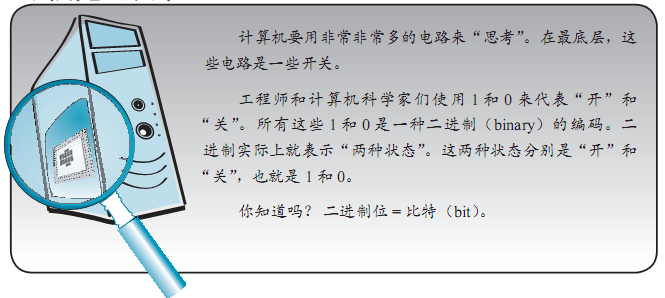 计算机要用非常非常多的电路来“思考”。在最底层，这
些电路是一些开关。
工程师和计算机科学家们使用 1 和 0 来代表“开”和
“关”。所有这些 1 和 0 是一种二进制（binary）的编码。二
进制实际上就表示“两种状态”。这两种状态分别是“开”和
“关”，也就是 1 和 0。
你知道吗？ 二进制位 = 比特（bit）。